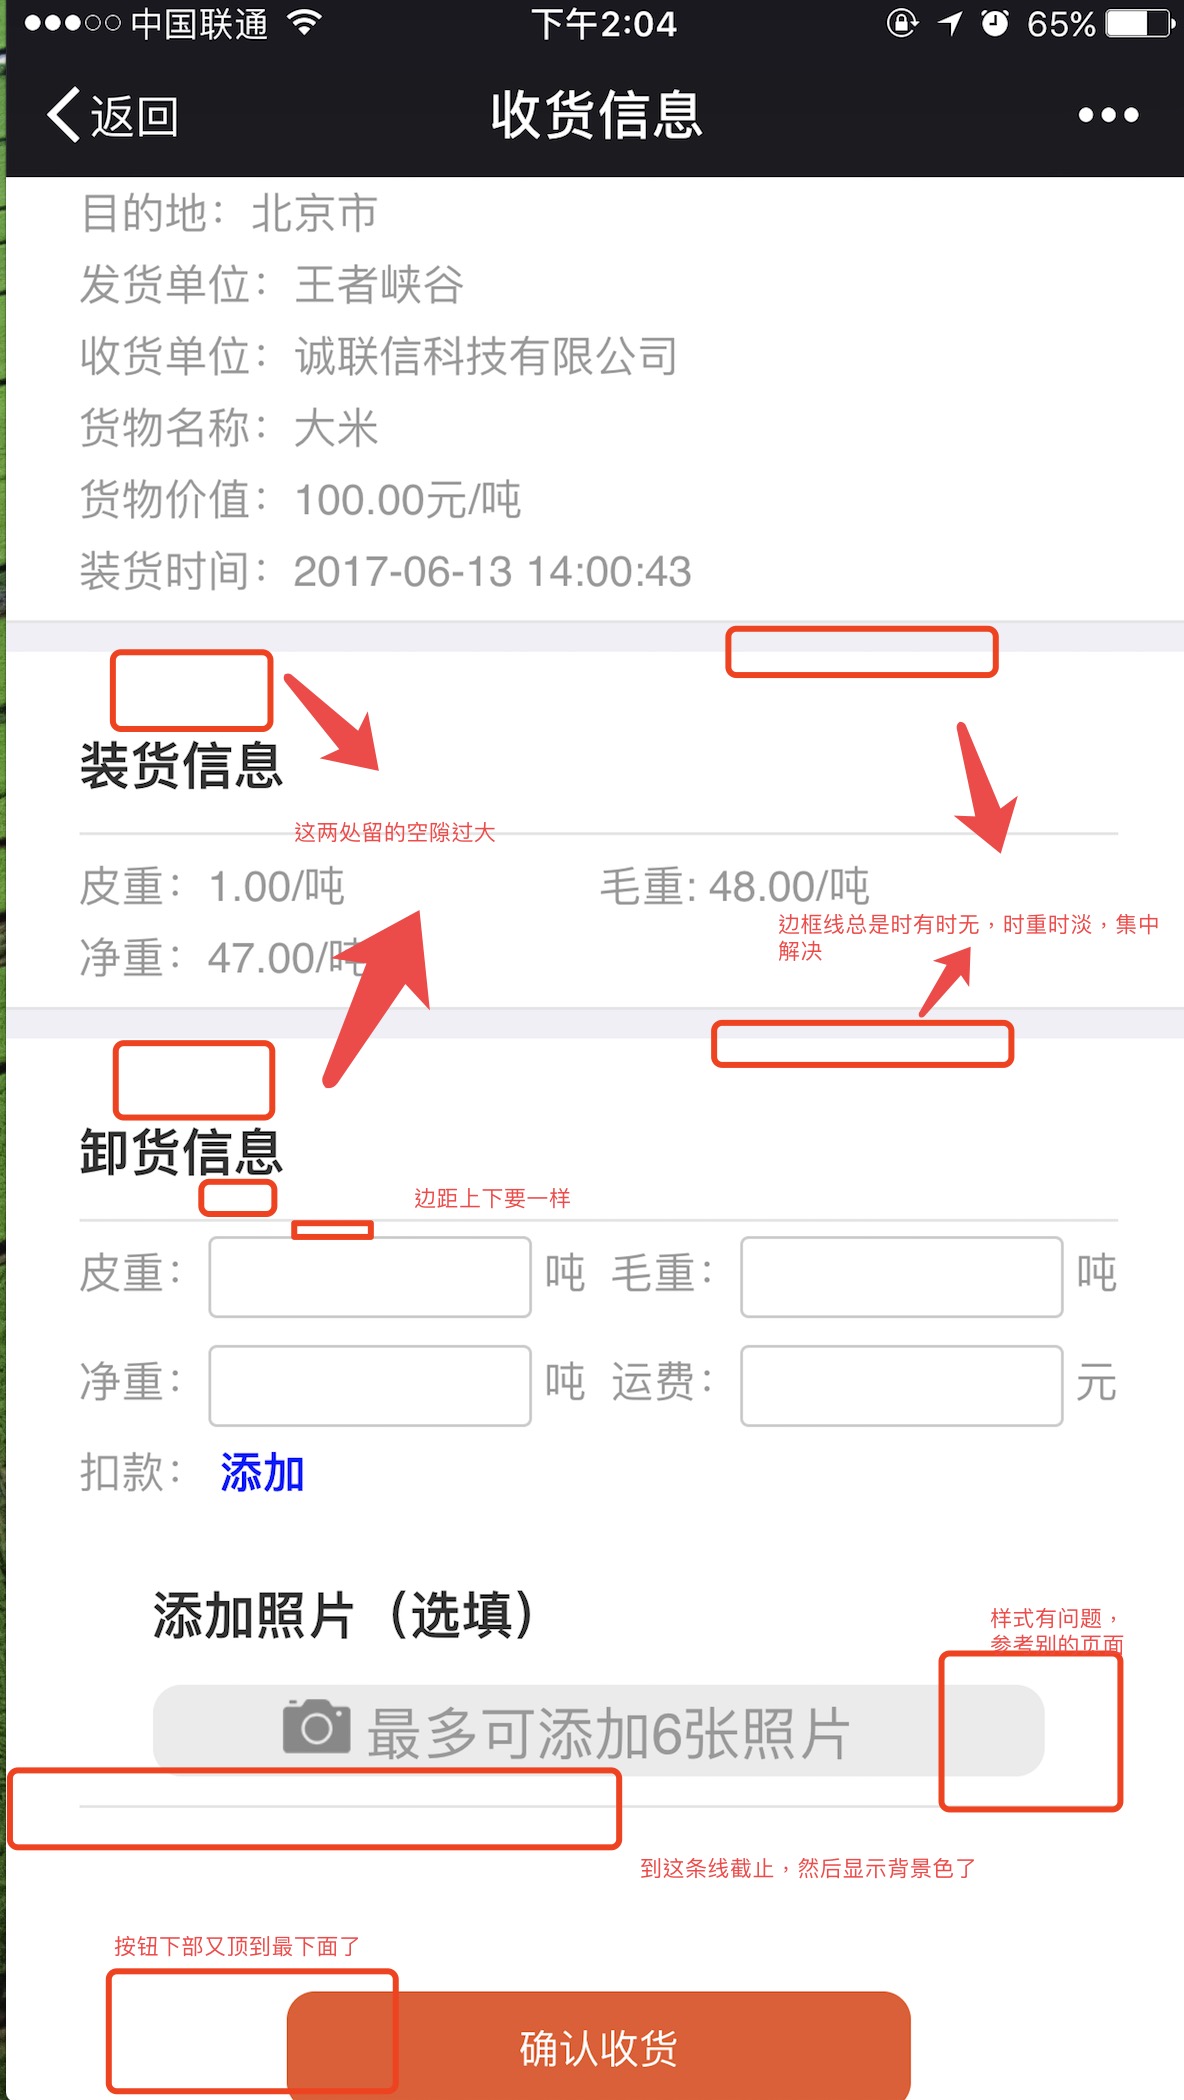 中国联通 下午2:04 65%
返回 收货信息
目的地：北京市
发货单位：王者峡谷
收货单位：诚联信科技有限公司
货物名称：大米
货物价值：100.00元/吨
装货时间：2017-06-13 14:00:43
装货信息
这两处留的空隙过大
皮重：1.00/吨 毛重: 48.00/吨
边框线总是时有时无，时重时淡，集中
解决
净重：47.00/吨
卸货信息
边距上下要一样
皮重： 吨 毛重： 吨
净重： 吨 运费： 元
扣款： 添加
添加照片（选填）
样式有问题，
参考别的页面
最多可添加6张照片
到这条线截止，然后显示背景色了
按钮下部又顶到最下面了
确认收货